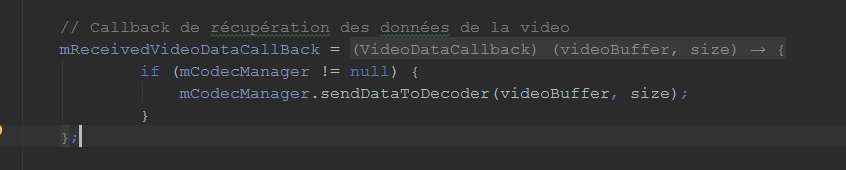 // Callback de récupération des données de la video
mReceivedVideoDataCallBack = (VideoDataCallback) (videoBuffer, size) → {
if (mCodecManager != null) {
mCodecManager.sendDataToDecoder(videoBuffer, size);
}
};